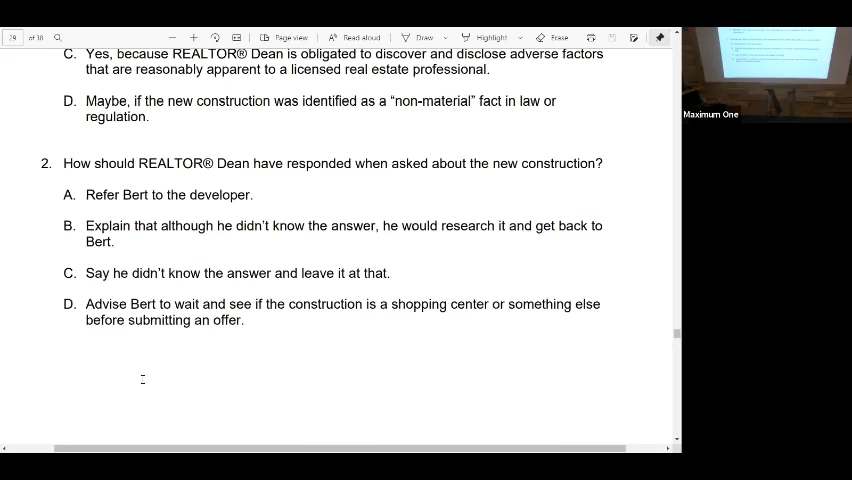 29 of 38 Page view Read aloud Draw Highlight Erase
C. Yes, because REALTOR® Dean is obligated to discover and disclose adverse factors
that are reasonably apparent to a licensed real estate professional.
Maximum One
D. Maybe, if the new construction was identified as a “non-material” fact in law or
regulation.
2. How should REALTOR® Dean have responded when asked about the new construction?
A. Refer Bert to the developer.
B. Explain that although he didn’t know the answer, he would research it and get back to
Bert.
C. Say he didn’t know the answer and leave it at that.
D. Advise Bert to wait and see if the construction is a shopping center or something else
before submitting an offer.